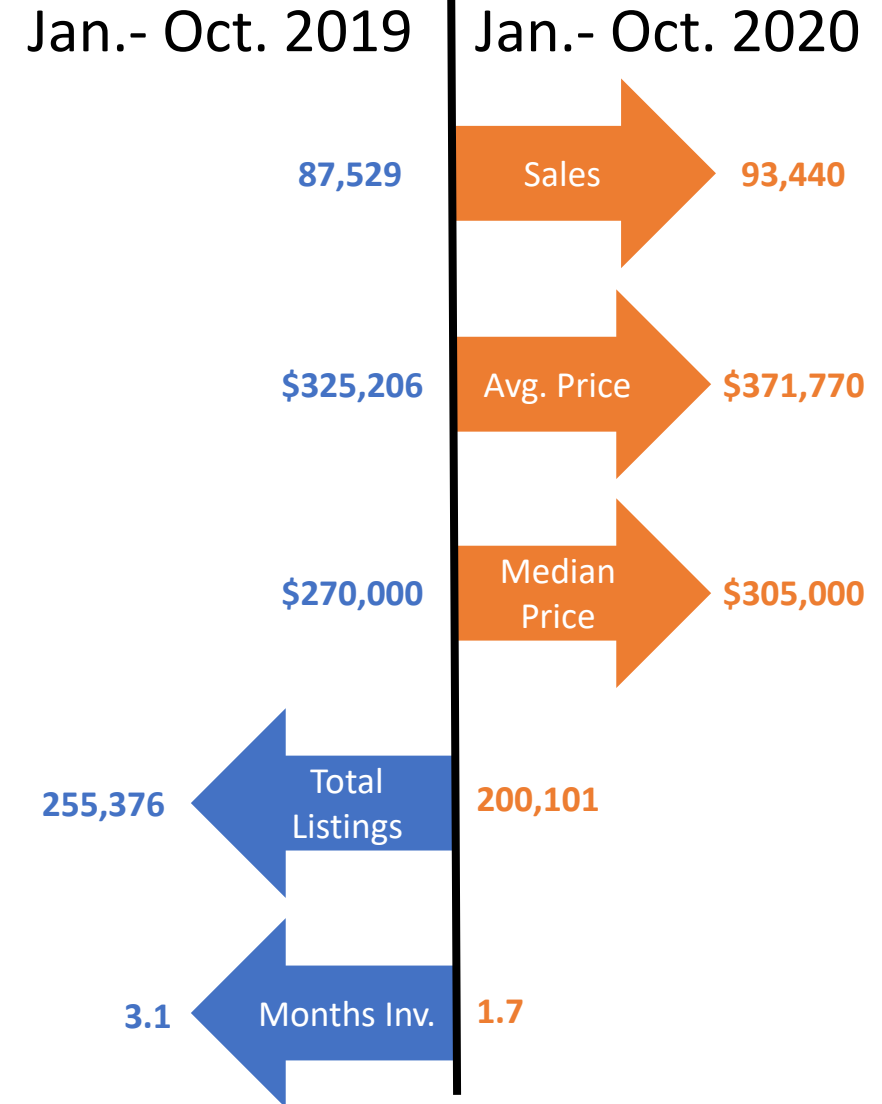 Jan.- Oct. 2019
Jan.- Oct. 2020
87,529
Sales
93,440
$325,206
Avg. Price
$371,770
$270,000
Median
Price
$305,000
255,376
Total
Listings
200,101
3.1
Months Inv.
1.7